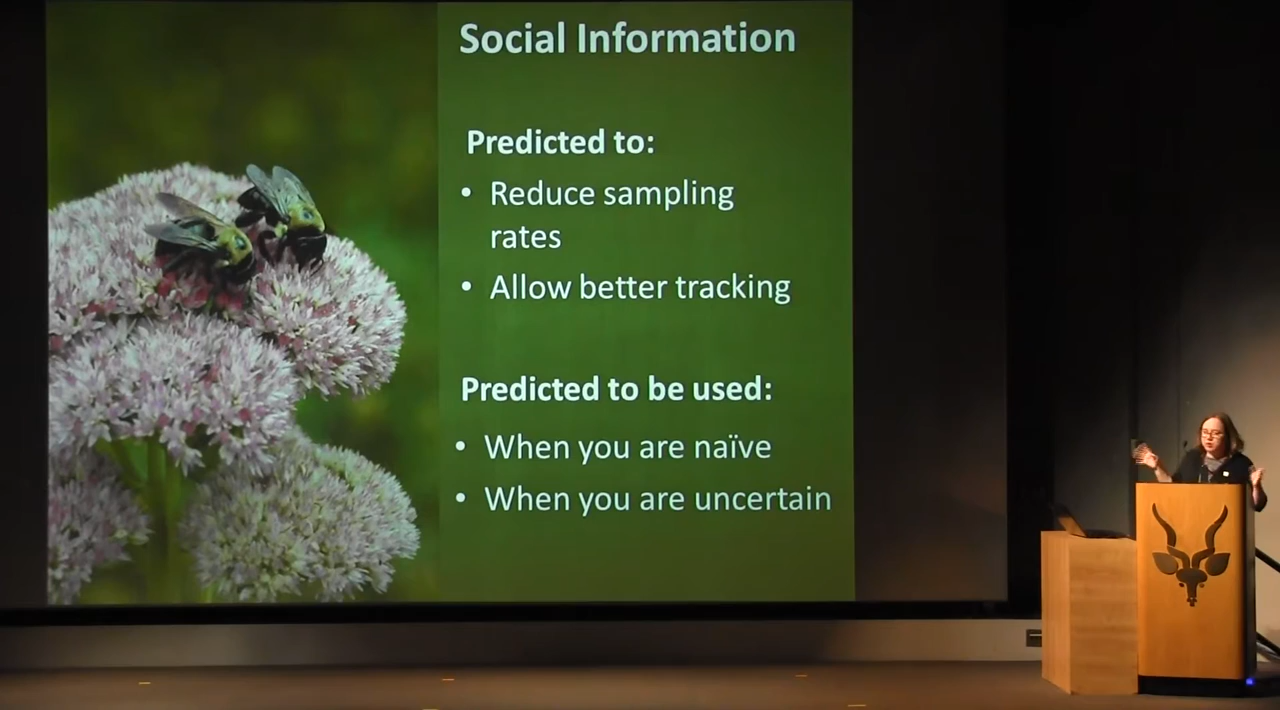 Social Information
Predicted to:
• Reduce sampling
rates
• Allow better tracking
Predicted to be used:
• When you are naïve
• When you are uncertain